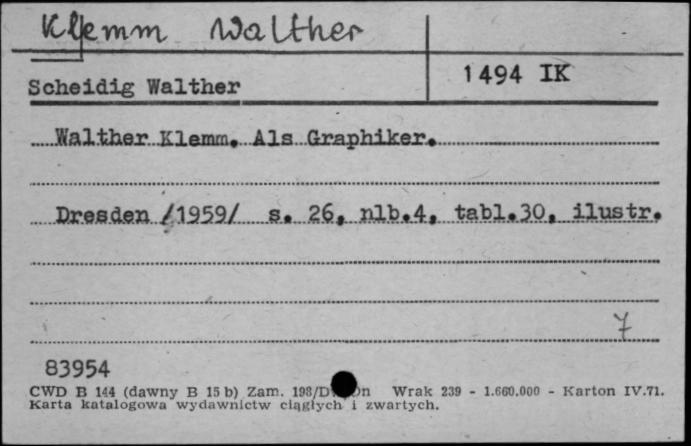 Klemm Walther
1494 IK
Scheidig Walther
Walther Klemm. Als Graphiker.
Dresden /1959/ s. 26, nlb.4, tabl.30, ilustr.
7
83954
CWD B 144 (dawny B 15 b) Zam. 198/ Wrak 239 - 1.660.000 - Karton IV.71.
Karta katalogowa wydawnictw ciągłych i zwartych.